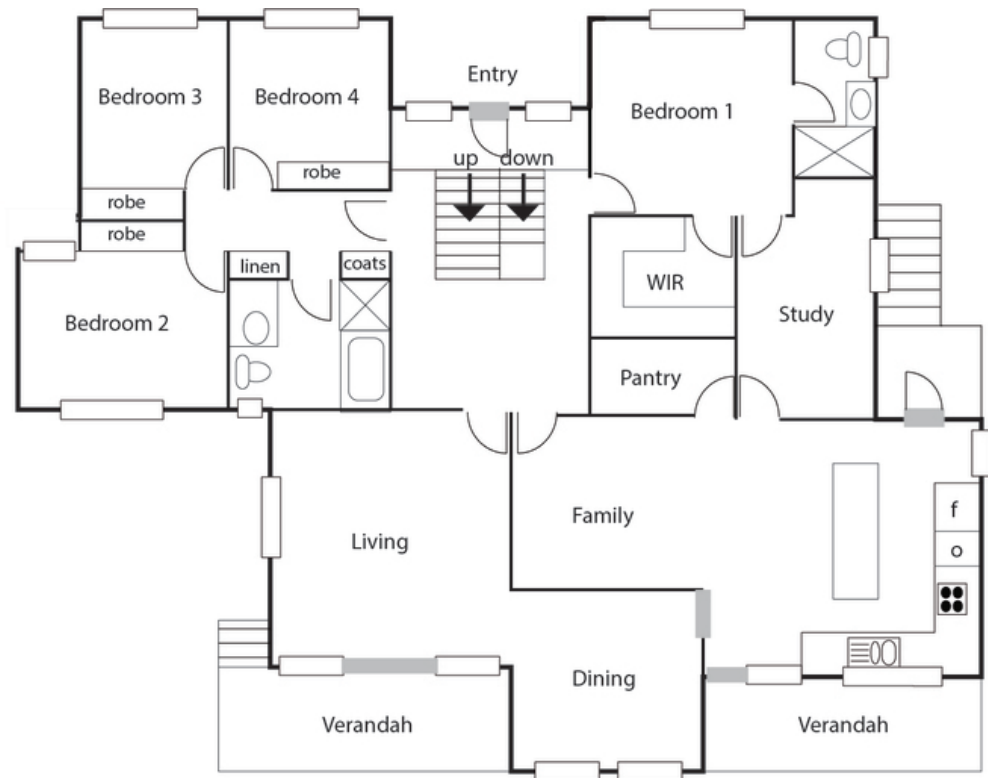 Entry
Bedroom 3
Bedroom 4
Bedroom 1
up down
robe
robe
robe
linen
coats
WIR
Bedroom 2
Study
Pantry
f
Family
Living
o
Dining
Verandah
Verandah